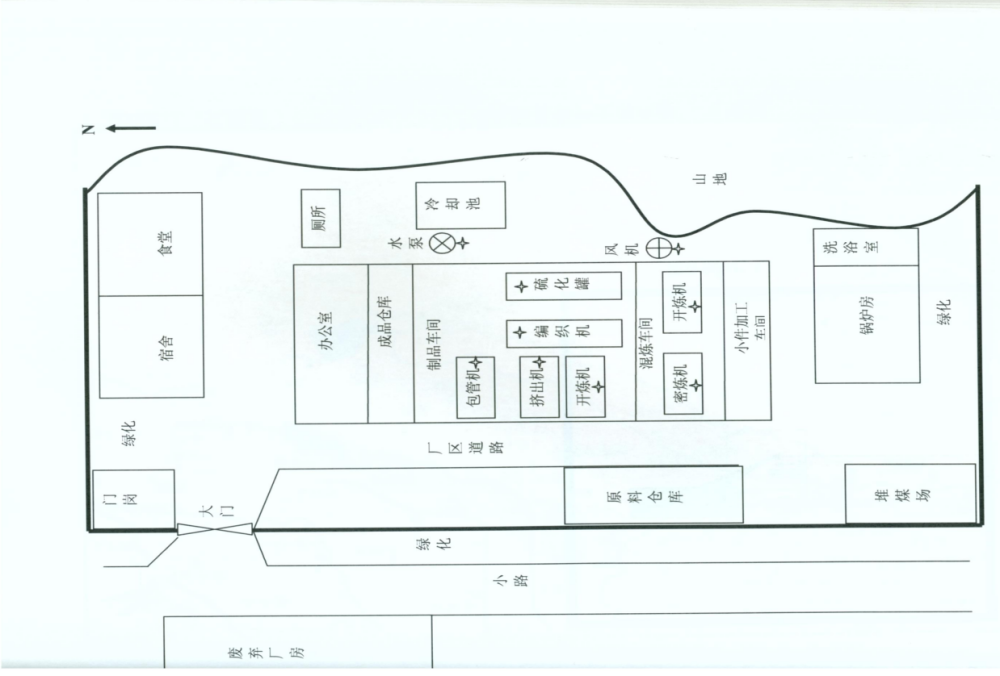 N
山地
食堂
宿舍
厕所
冷却池
水泵
风机
洗浴室
锅炉房
绿化
办公室
成品仓库
制品车间
硫化罐
编织机
包管机
挤出机
开炼机
混炼车间
开炼机
密炼机
小件加工
车间
绿化
厂区道路
门岗
大门
原料仓库
堆煤场
绿化
小路
废弃厂房